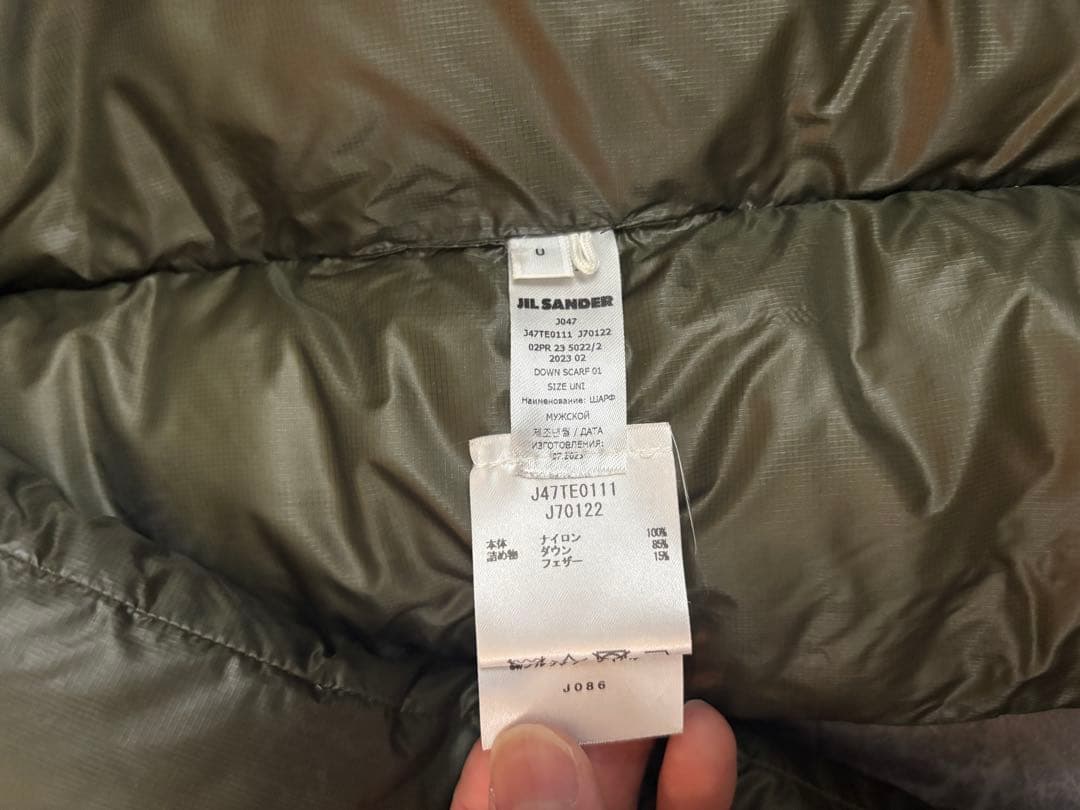 U
JIL SANDER
J047
J47TE0111 J70122
02PR 23 5022/2
2023 02
DOWN SCARF 01
SIZE UNI
Наименование: ШАРФ
МУЖСКОЙ
제조년월 / ДАТА
ИЗГОТОВЛЕНИЯ:
07.2023
J47TE0111
J70122
本体 ナイロン 100%
詰め物 ダウン 85%
フェザー 15%
J086